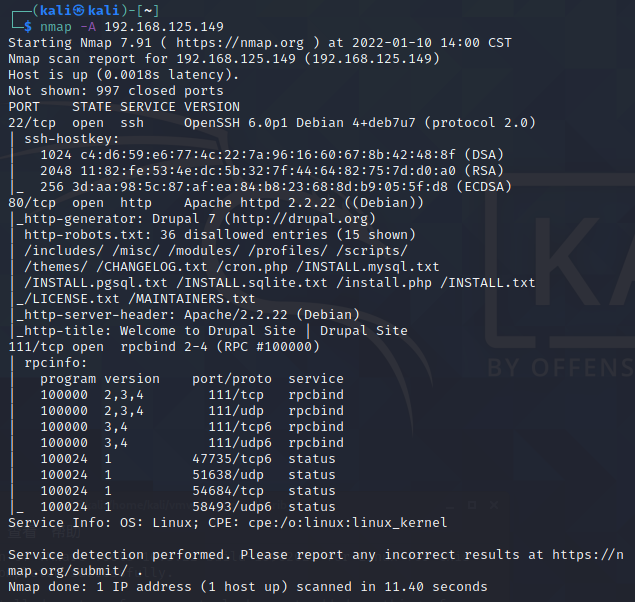 ┌──(kali㉿kali)-[~]
└─$ nmap -A 192.168.125.149
Starting Nmap 7.91 ( https://nmap.org ) at 2022-01-10 14:00 CST
Nmap scan report for 192.168.125.149 (192.168.125.149)
Host is up (0.0018s latency).
Not shown: 997 closed ports
PORT    STATE SERVICE VERSION
22/tcp  open  ssh     OpenSSH 6.0p1 Debian 4+deb7u7 (protocol 2.0)
| ssh-hostkey:
|   1024 c4:d6:59:e6:77:4c:22:7a:96:16:60:67:8b:42:48:8f (DSA)
|   2048 11:82:fe:53:4e:dc:5b:32:7f:44:64:82:75:7d:d0:a0 (RSA)
|_  256 3d:aa:98:5c:87:af:ea:84:b8:23:68:8d:b9:05:5f:d8 (ECDSA)
80/tcp  open  http    Apache httpd 2.2.22 ((Debian))
|_http-generator: Drupal 7 (http://drupal.org)
| http-robots.txt: 36 disallowed entries (15 shown)
| /includes/ /misc/ /modules/ /profiles/ /scripts/
| /themes/ /CHANGELOG.txt /cron.php /INSTALL.mysql.txt
| /INSTALL.pgsql.txt /INSTALL.sqlite.txt /install.php /INSTALL.txt
|_/LICENSE.txt /MAINTAINERS.txt
|_http-server-header: Apache/2.2.22 (Debian)
|_http-title: Welcome to Drupal Site | Drupal Site
111/tcp open  rpcbind 2-4 (RPC #100000)
| rpcinfo:
|   program version    port/proto  service
|   100000  2,3,4        111/tcp   rpcbind
|   100000  2,3,4        111/udp   rpcbind
|   100000  3,4          111/tcp6  rpcbind
|   100000  3,4          111/udp6  rpcbind
|   100024  1          47735/tcp6  status
|   100024  1          51638/udp   status
|   100024  1          54684/tcp   status
|_  100024  1          58493/udp6  status
Service Info: OS: Linux; CPE: cpe:/o:linux:linux_kernel
Service detection performed. Please report any incorrect results at https://n
map.org/submit/ .
Nmap done: 1 IP address (1 host up) scanned in 11.40 seconds
KA
BY OFFENS